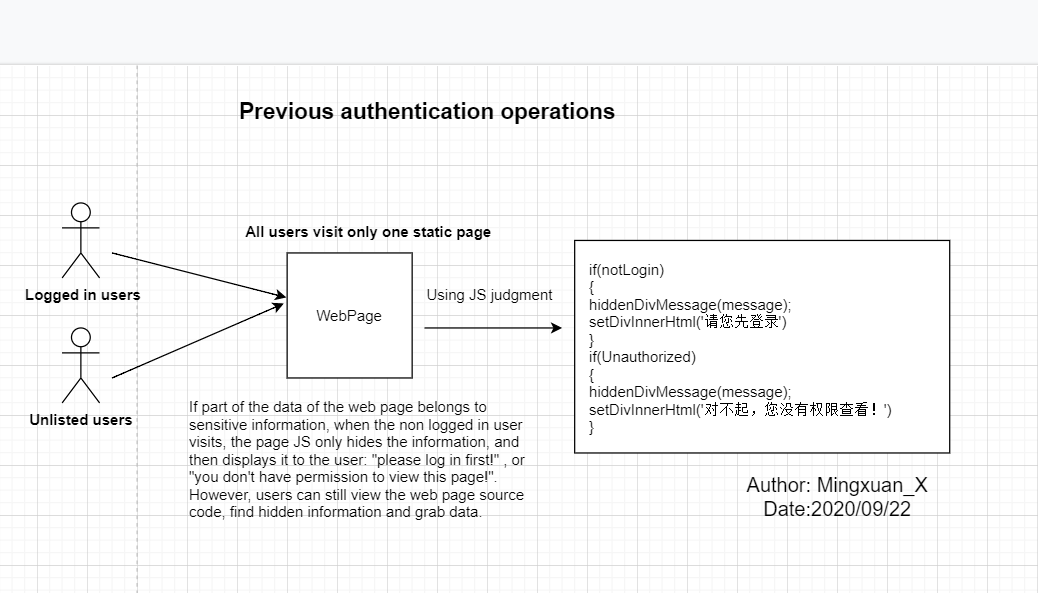 Previous authentication operations
All users visit only one static page
Logged in users
Unlisted users
WebPage
Using JS judgment
if(notLogin)
{
hiddenDivMessage(message);
setDivInnerHtml('请您先登录')
}
if(Unauthorized)
{
hiddenDivMessage(message);
setDivInnerHtml('对不起，您没有权限查看！')
}
If part of the data of the web page belongs to
sensitive information, when the non logged in user
visits, the page JS only hides the information, and
then displays it to the user: "please log in first!" , or
"you don't have permission to view this page!".
However, users can still view the web page source
code, find hidden information and grab data.
Author: Mingxuan_X
Date:2020/09/22